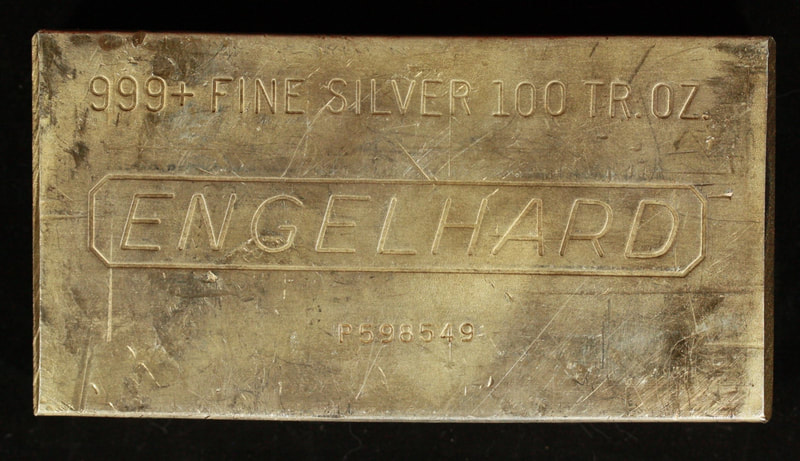 999+ FINE SILVER 100 TR. OZ.
ENGELHARD
P598549